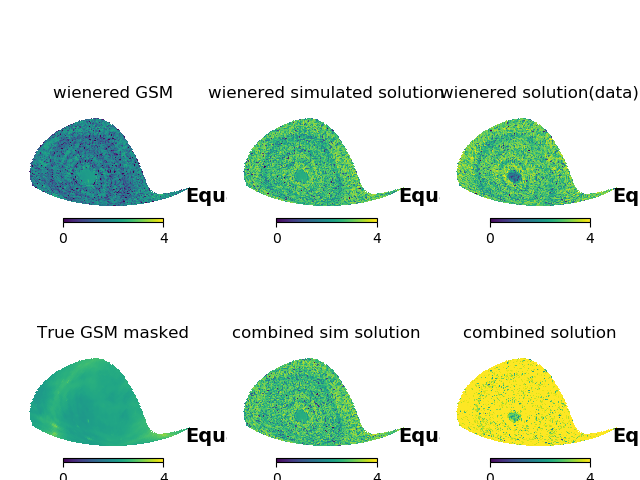 wienered GSM
wienered simulated solution
wienered solution(data)
Equ
Equ
Eq
0 4
0 4
0 4
True GSM masked
combined sim solution
combined solution
Equ
Equ
Eq
0 4
0 4
0 4